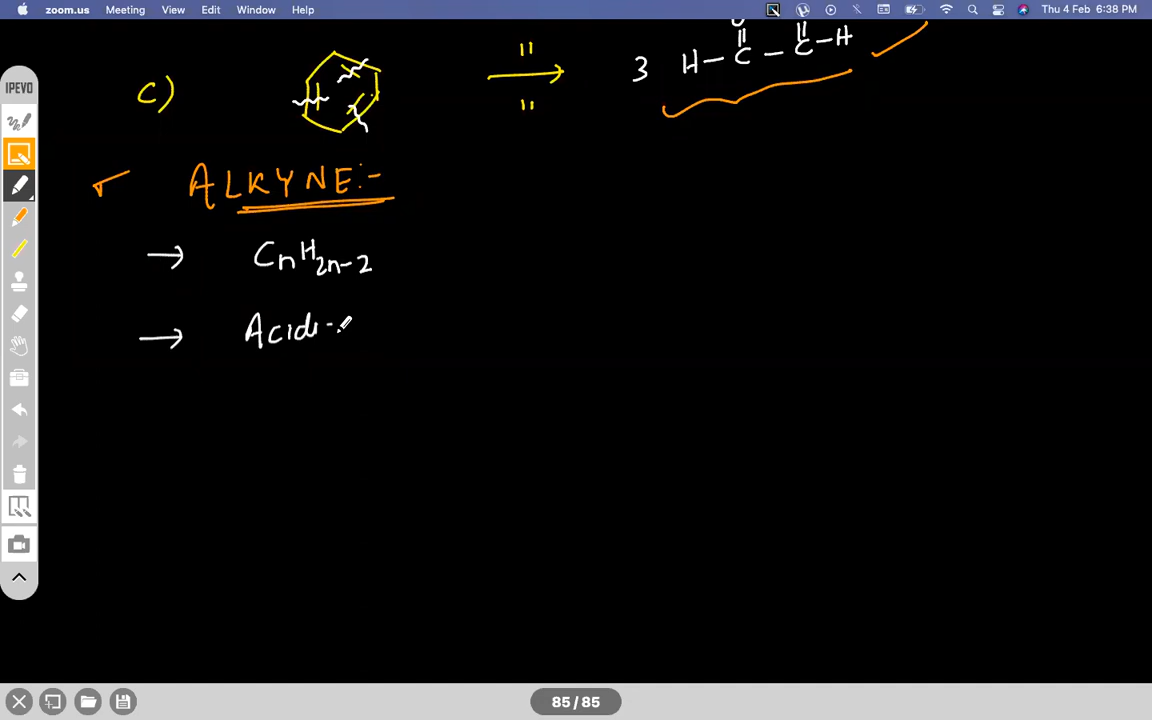 zoom.us Meeting View Edit Window Help Thu 4 Feb 6:38 PM
IPEVO
c) " " 3 H-C-C-H
ALKYNE:-
→ CnH2n-2
→ Acidi-
85/85